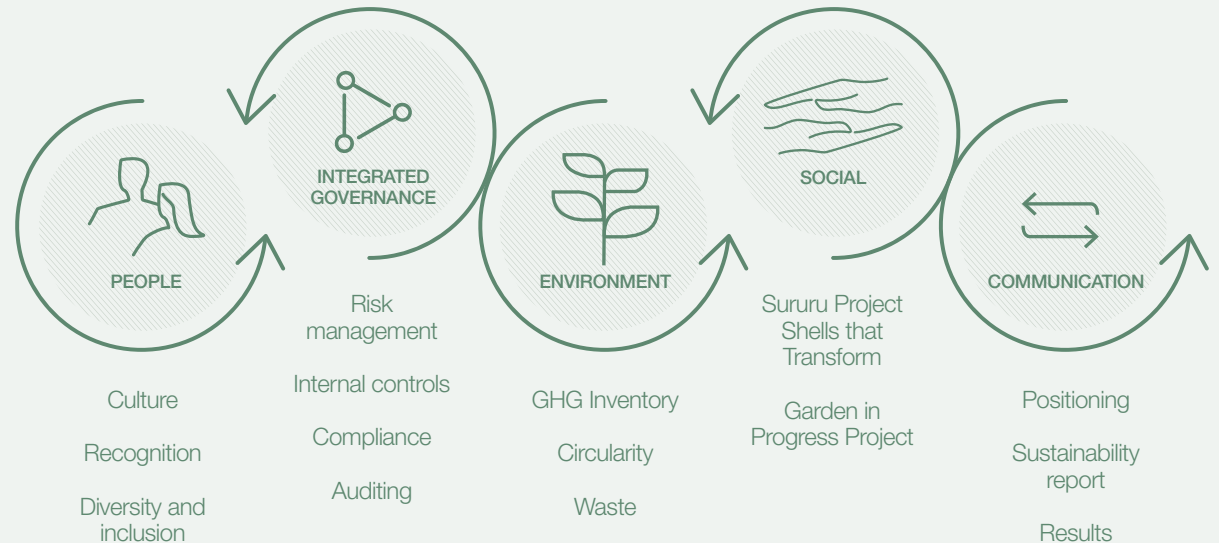 PEOPLE
Culture
Recognition
Diversity and
inclusion
INTEGRATED
GOVERNANCE
Risk
management
Internal controls
Compliance
Auditing
ENVIRONMENT
GHG Inventory
Circularity
Waste
SOCIAL
Sururu Project
Shells that
Transform
Garden in
Progress Project
COMMUNICATION
Positioning
Sustainability
report
Results